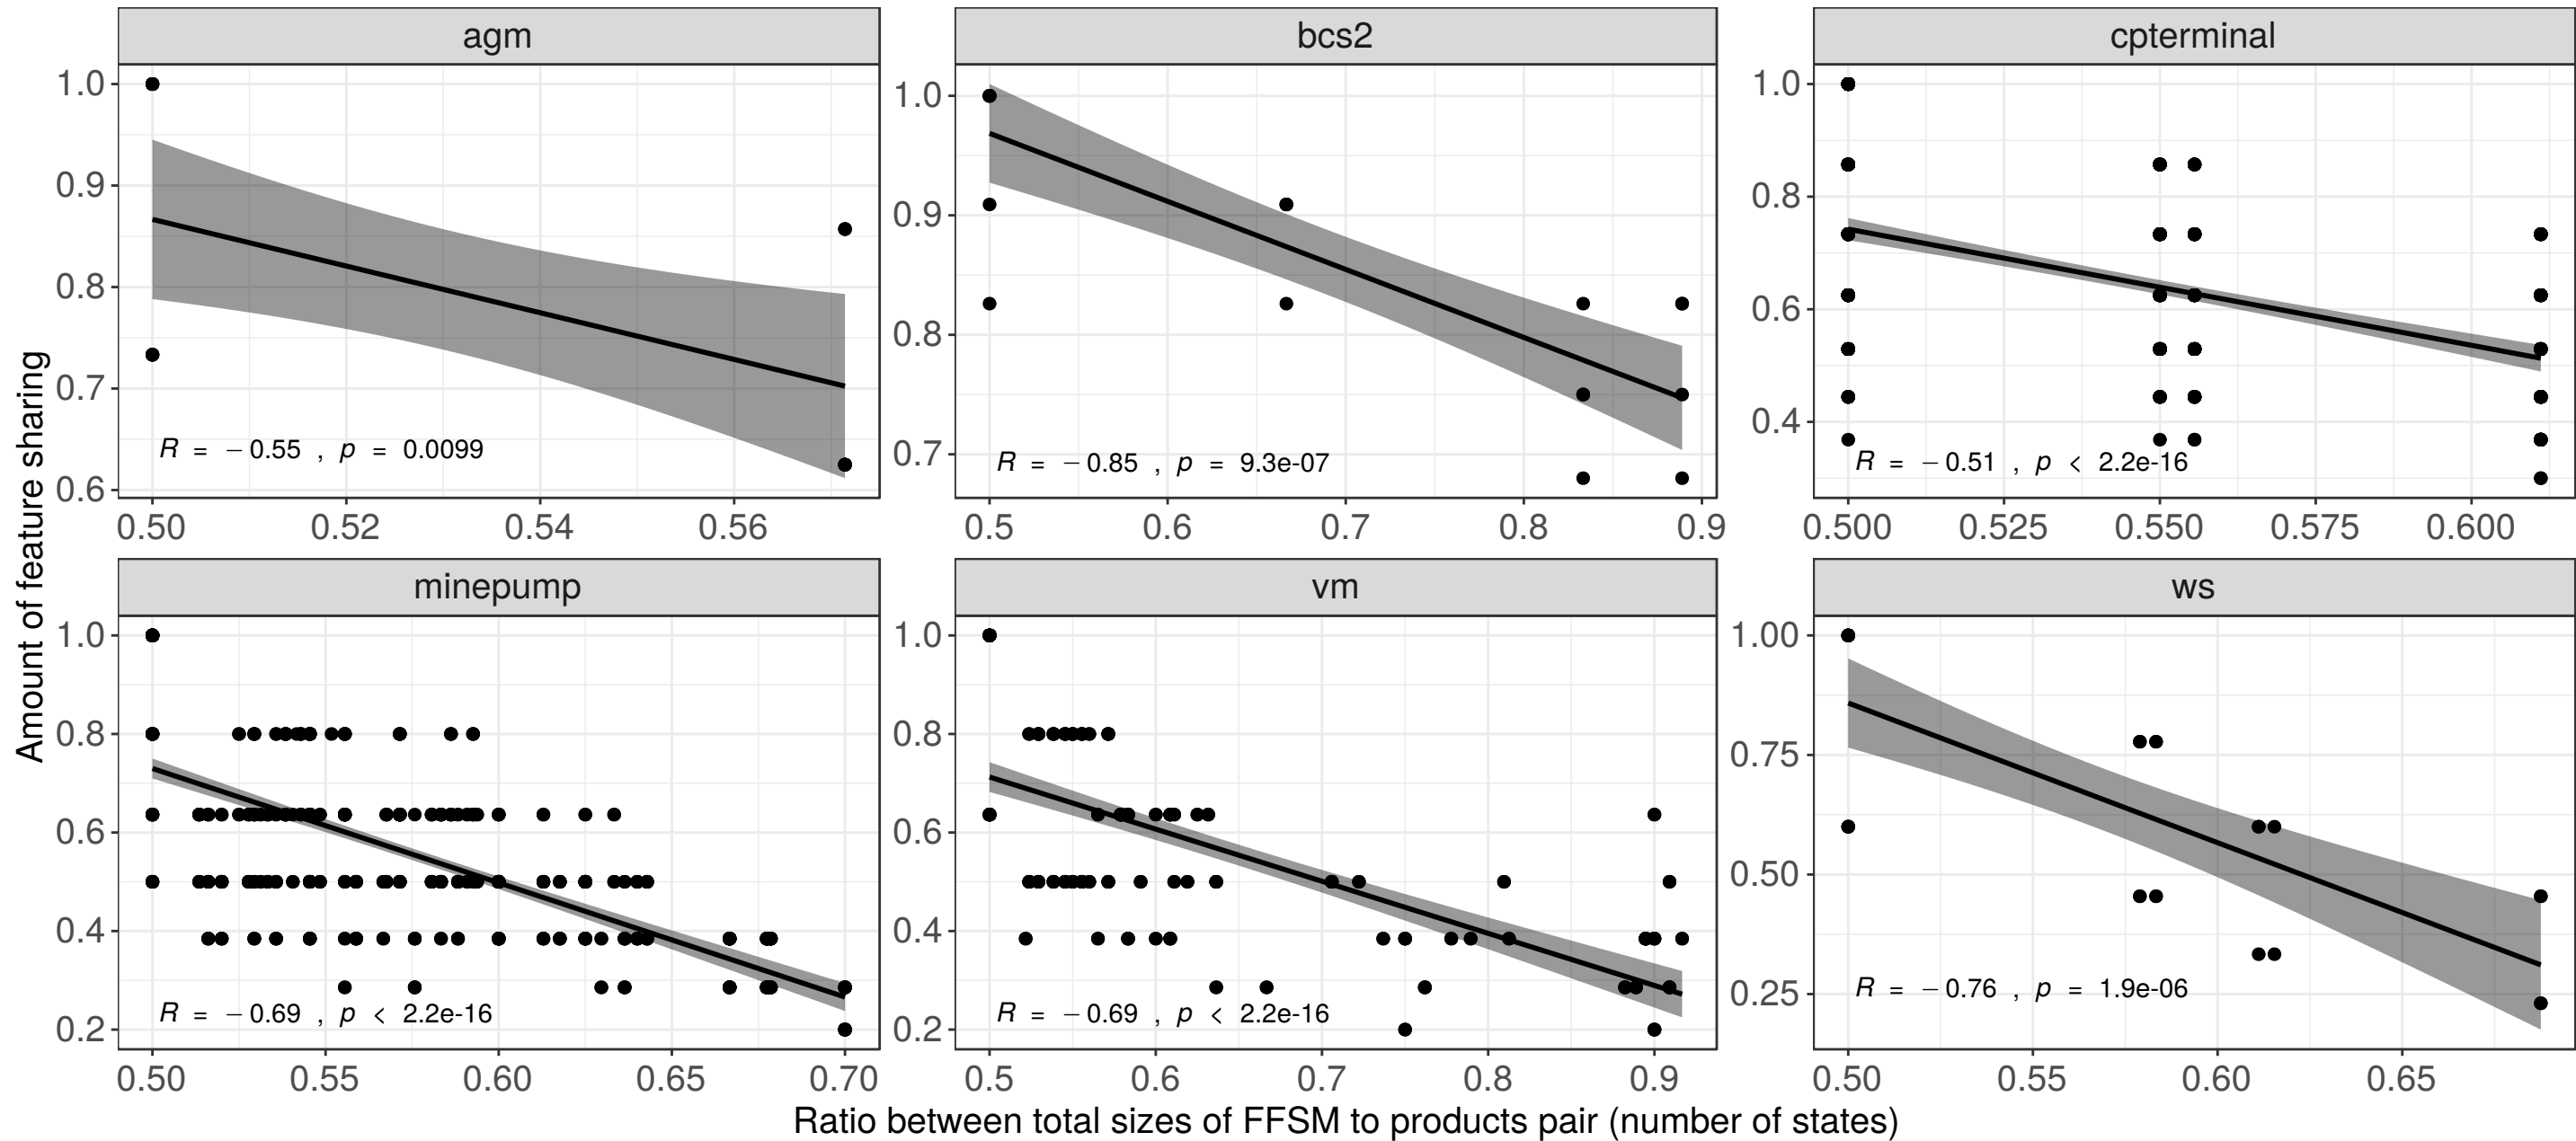 agm
bcs2
cpterminal
1.0
0.9
0.8
0.7
0.6
R = −0.55 , p = 0.0099
0.50 0.52 0.54 0.56
1.0
0.9
0.8
0.7
R = −0.85 , p = 9.3e-07
0.5 0.6 0.7 0.8 0.9
1.0
0.8
0.6
0.4
R = −0.51 , p < 2.2e-16
0.500 0.525 0.550 0.575 0.600
Amount of feature sharing
minepump
vm
ws
1.0
0.8
0.6
0.4
0.2
R = −0.69 , p < 2.2e-16
0.50 0.55 0.60 0.65 0.70
1.0
0.8
0.6
0.4
0.2
R = −0.69 , p < 2.2e-16
0.5 0.6 0.7 0.8 0.9
1.00
0.75
0.50
0.25
R = −0.76 , p = 1.9e-06
0.50 0.55 0.60 0.65
Ratio between total sizes of FFSM to products pair (number of states)